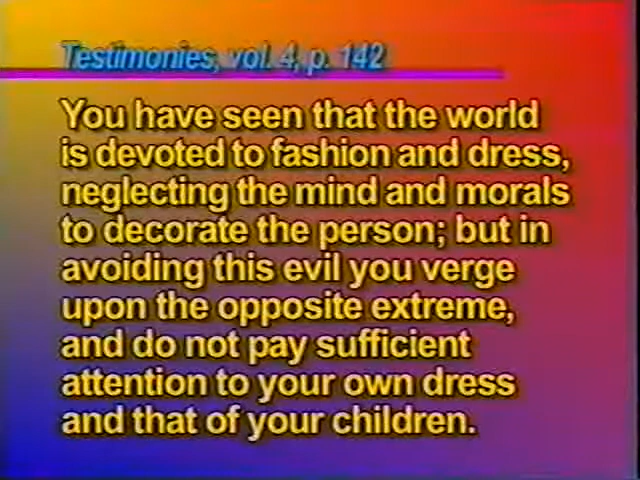 Testimonies, vol. 4, p. 142
You have seen that the world
is devoted to fashion and dress,
neglecting the mind and morals
to decorate the person; but in
avoiding this evil you verge
upon the opposite extreme,
and do not pay sufficient
attention to your own dress
and that of your children.